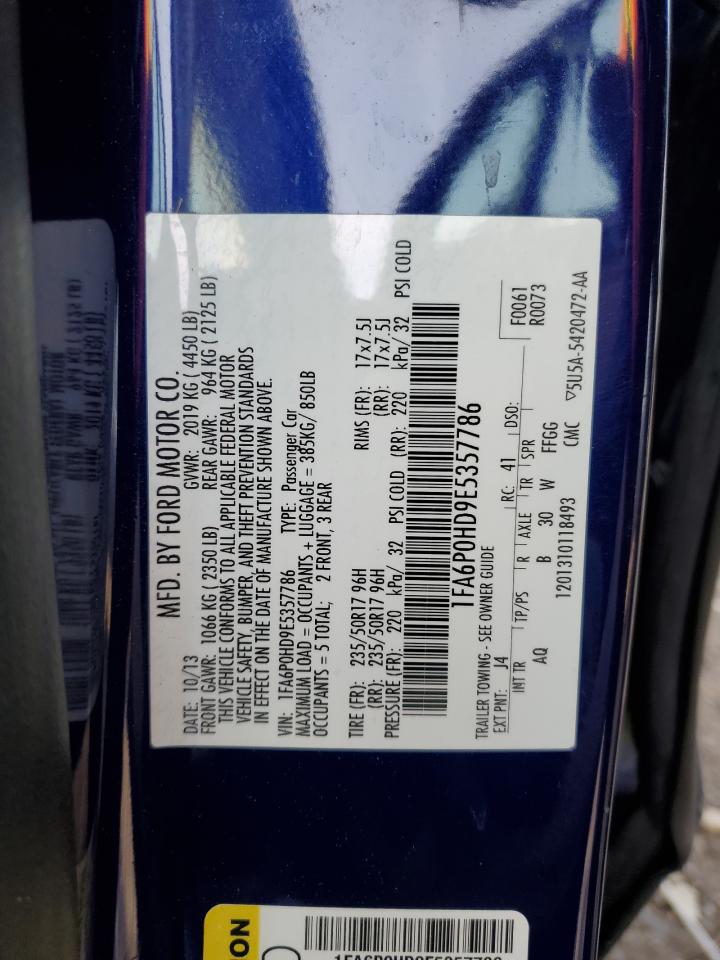 MFD. BY FORD MOTOR CO.
DATE: 10/13 GVWR: 2019 KG ( 4450 LB)
FRONT GAWR: 1066 KG ( 2350 LB) REAR GAWR: 964 KG ( 2125 LB)
THIS VEHICLE CONFORMS TO ALL APPLICABLE FEDERAL MOTOR
VEHICLE SAFETY, BUMPER, AND THEFT PREVENTION STANDARDS
IN EFFECT ON THE DATE OF MANUFACTURE SHOWN ABOVE.
VIN: 1FA6P0HD9E5357786 TYPE: Passenger Car
MAXIMUM LOAD = OCCUPANTS + LUGGAGE = 385KG/ 850LB
OCCUPANTS = 5 TOTAL: 2 FRONT, 3 REAR
TIRE (FR): 235/50R17 96H RIMS (FR): 17x7.5J
(RR): 235/50R17 96H (RR): 17x7.5J
PRESSURE (FR): 220 kPa/ 32 PSI COLD (RR): 220 kPa/ 32 PSI COLD
1FA6P0HD9E5357786
TRAILER TOWING - SEE OWNER GUIDE
EXT PNT: J4 RC: 41 DSO: F0061
R0073
INT TR TP/PS R AXLE TR SPR
AQ B 30 W FFGG
1201310118493 CMC
▽5U5A-5420472-AA
ON
1FA6P0HD9E5357786